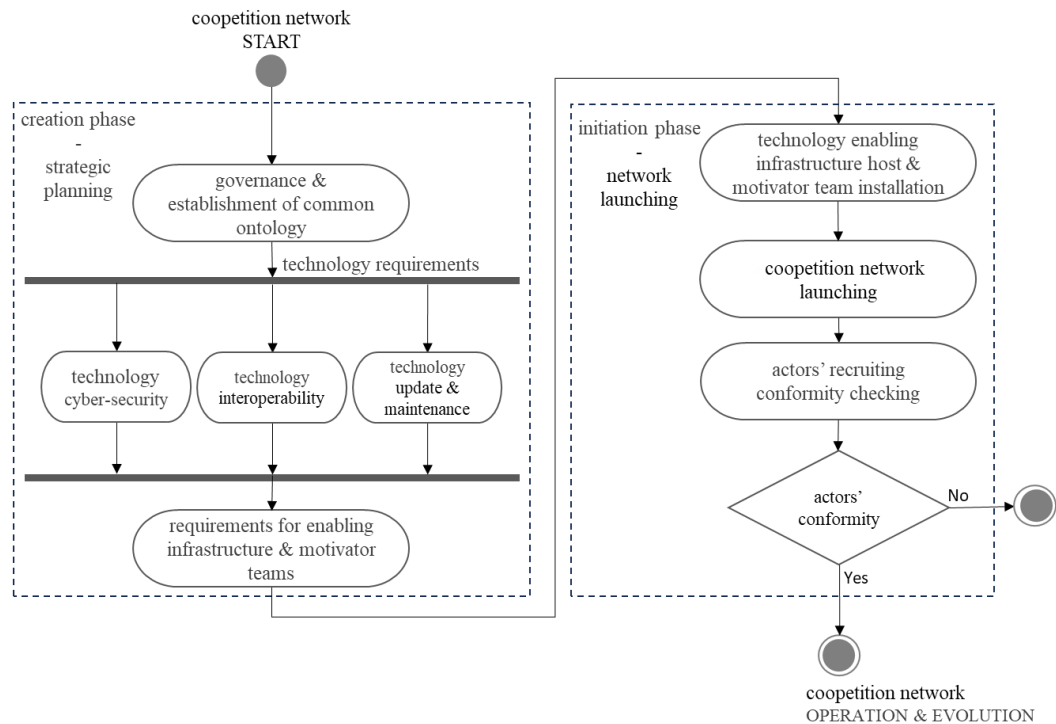 coopetition network
START
creation phase
-
strategic
planning
governance &
establishment of common
ontology
technology requirements
technology
cyber-security
technology
interoperability
technology
update &
maintenance
requirements for enabling
infrastructure & motivator
teams
initiation phase
-
network
launching
technology enabling
infrastructure host &
motivator team installation
coopetition network
launching
actors’ recruiting
conformity checking
actors’
conformity
No
Yes
coopetition network
OPERATION & EVOLUTION